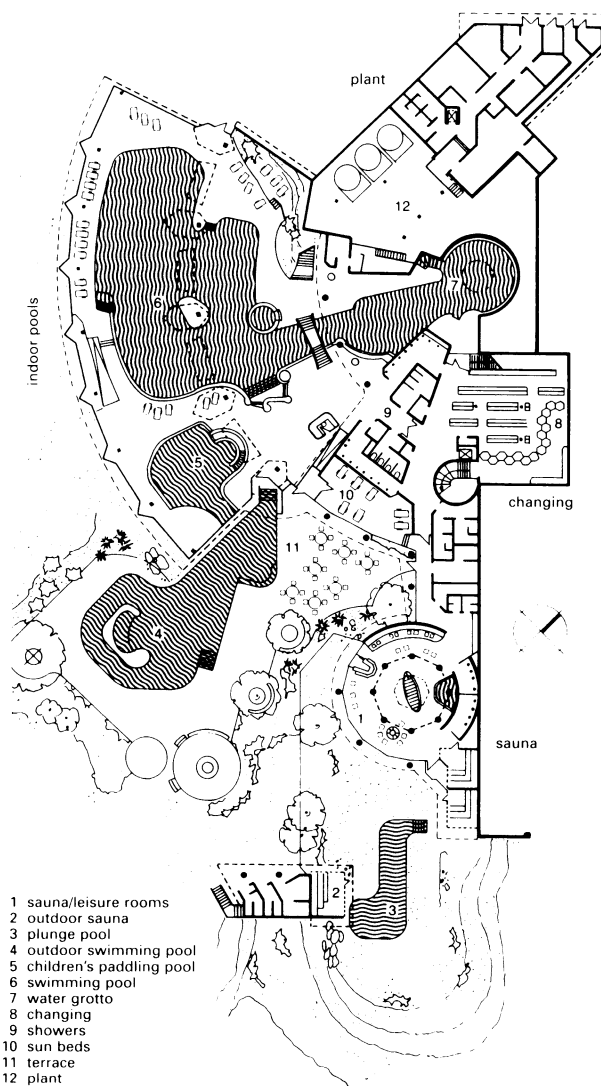 plant
12
7
6
indoor pools
9
8
5
10
changing
11
4
1
sauna
2
3
1 sauna/leisure rooms
2 outdoor sauna
3 plunge pool
4 outdoor swimming pool
5 children's paddling pool
6 swimming pool
7 water grotto
8 changing
9 showers
10 sun beds
11 terrace
12 plant